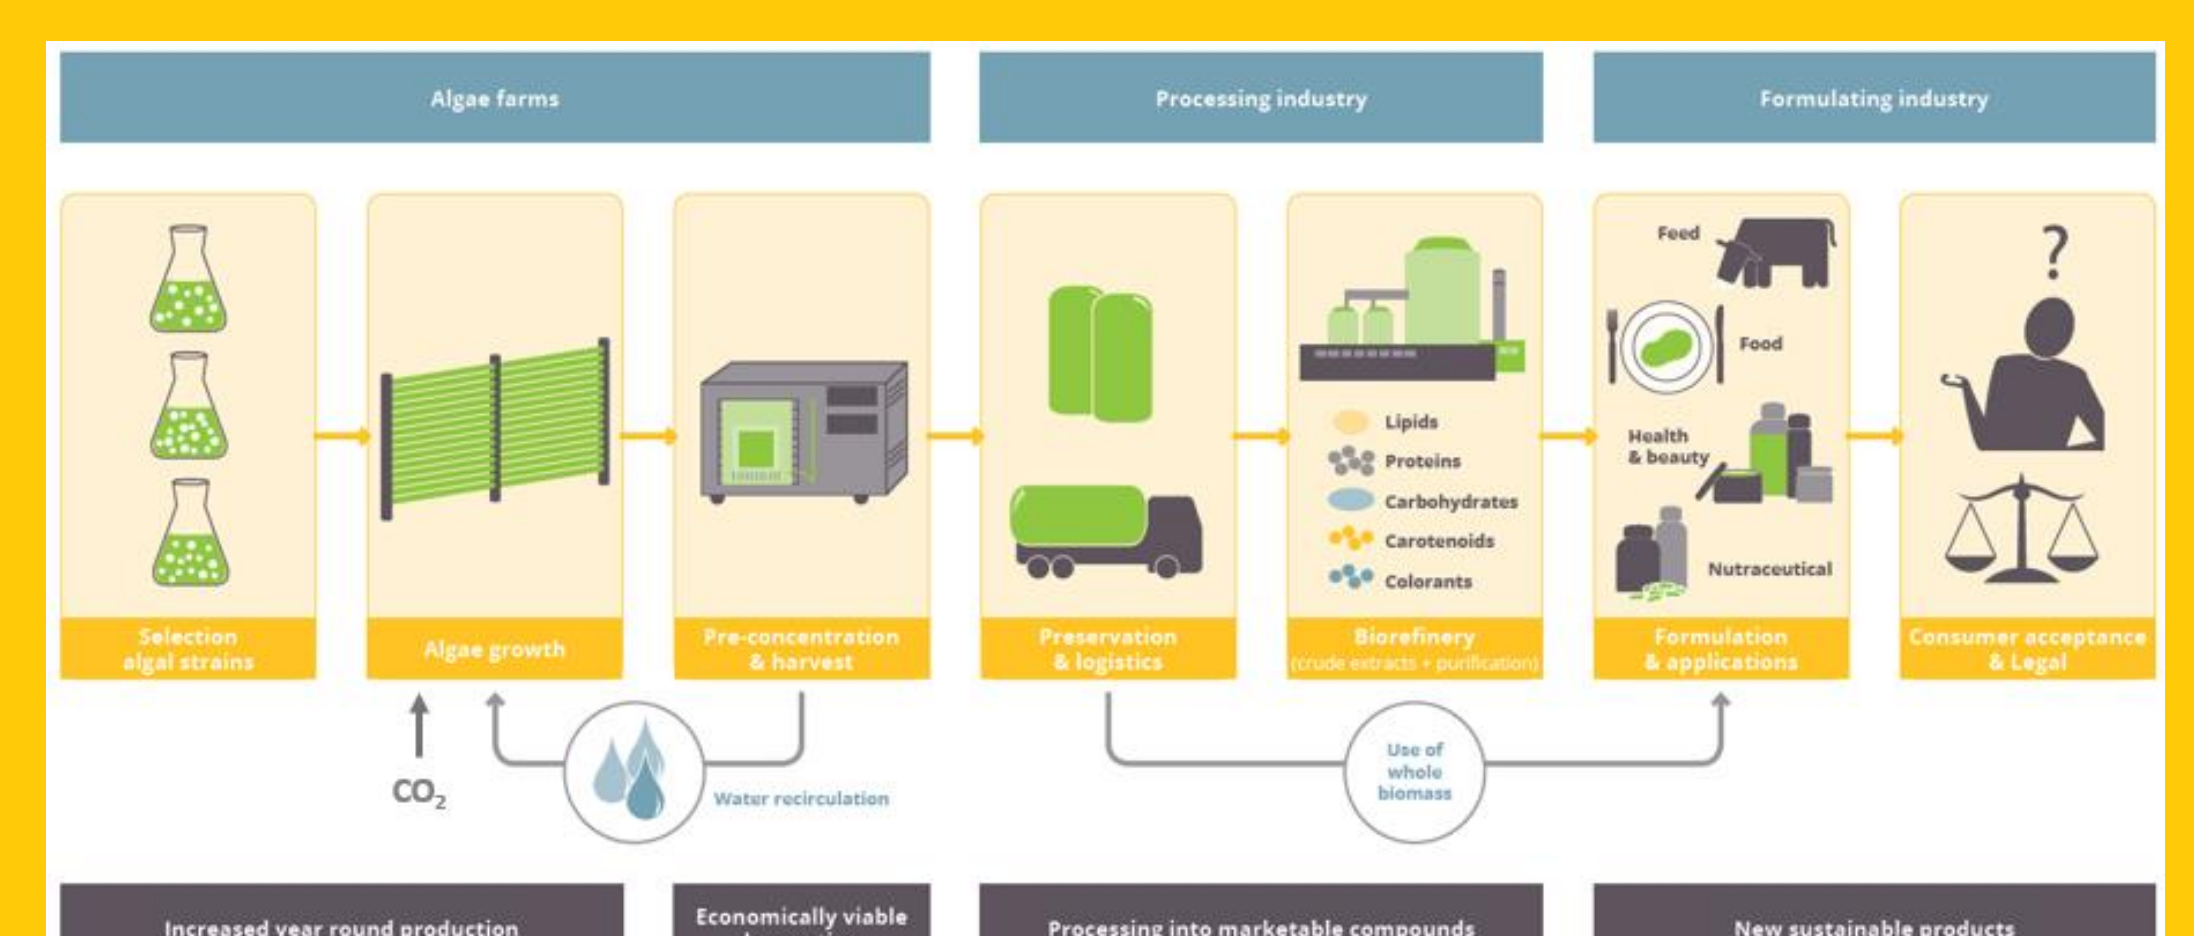 Algae farms
Processing industry
Formulating industry
Feed
Food
Health
& beauty
Nutraceutical
?
Lipids
Proteins
Carbohydrates
Carotenoids
Colorants
Selection
algal strains
Algae growth
Pre-concentration
& harvest
Preservation
& logistics
Biorefinery
(crude extracts + purification)
Formulation
& applications
Consumer acceptance
& Legal
CO₂
Water recirculation
Use of
whole
biomass
Increased year round production
Economically viable
Processing into marketable compounds
New sustainable products